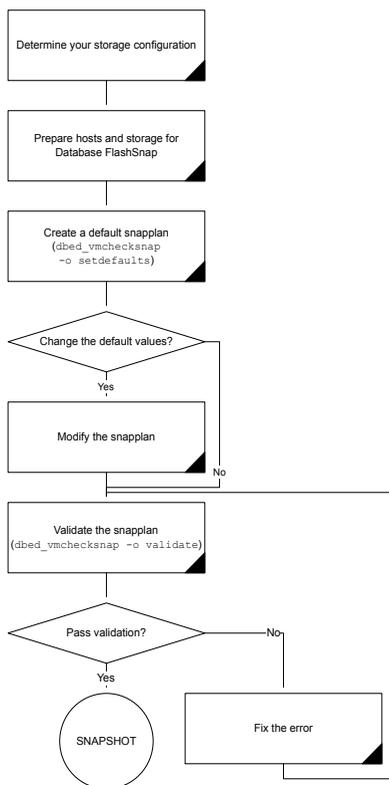 Determine your storage configuration
Prepare hosts and storage for
Database FlashSnap
Create a default snapplan
(dbed_vmchecksnap
-o setdefaults)
Change the default values?
Yes
Modify the snapplan
No
Validate the snapplan
(dbed_vmchecksnap -o validate)
Pass validation?
No
Yes
SNAPSHOT
Fix the error